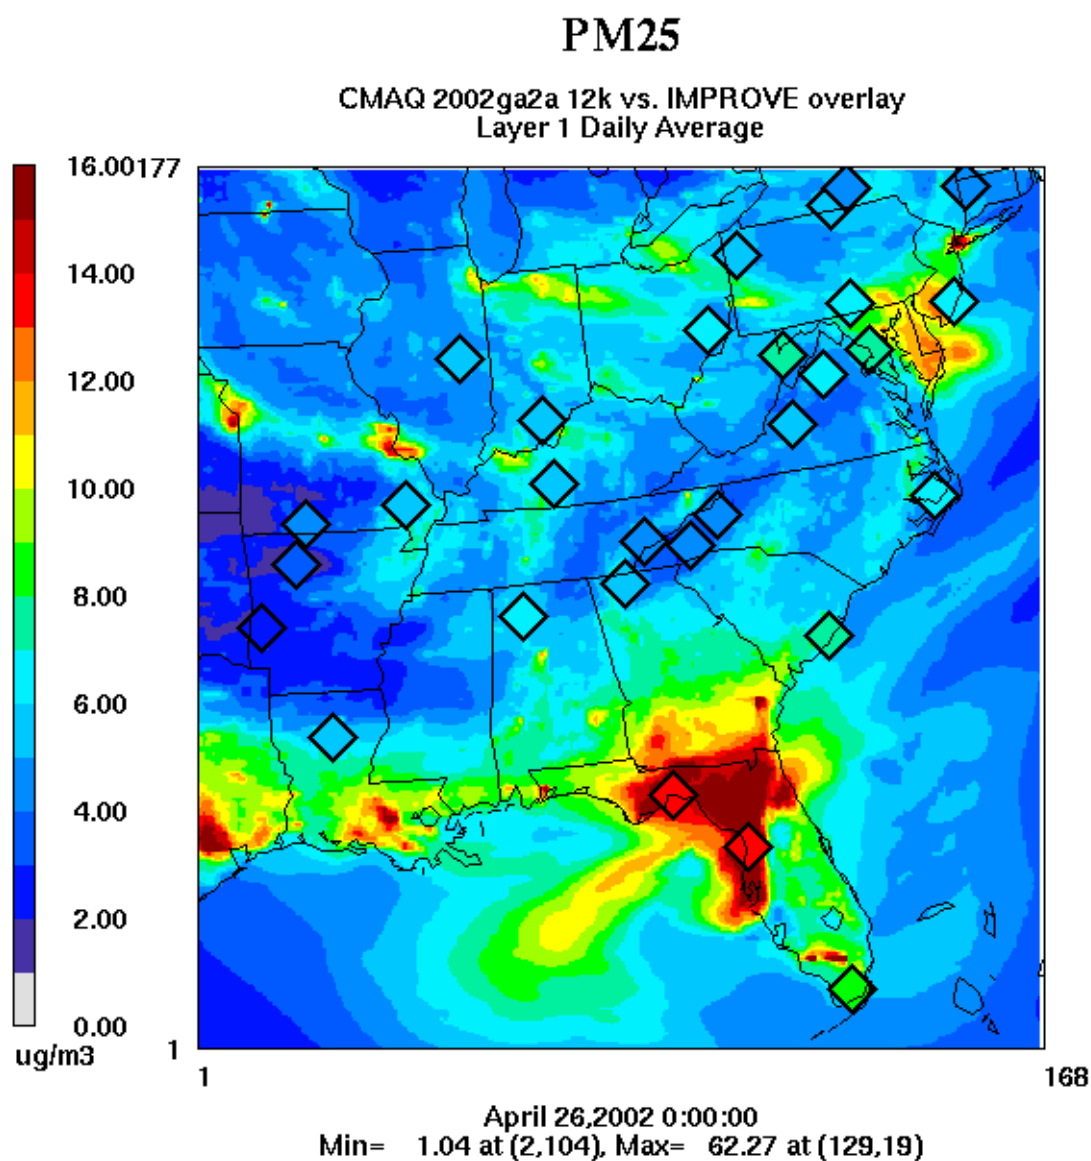 PM25
CMAQ 2002ga2a 12k vs. IMPROVE overlay
Layer 1 Daily Average
16.00
177
14.00
12.00
10.00
8.00
6.00
4.00
2.00
0.00
ug/m3
1
1
168
April 26,2002 0:00:00
Min= 1.04 at (2,104), Max= 62.27 at (129,19)